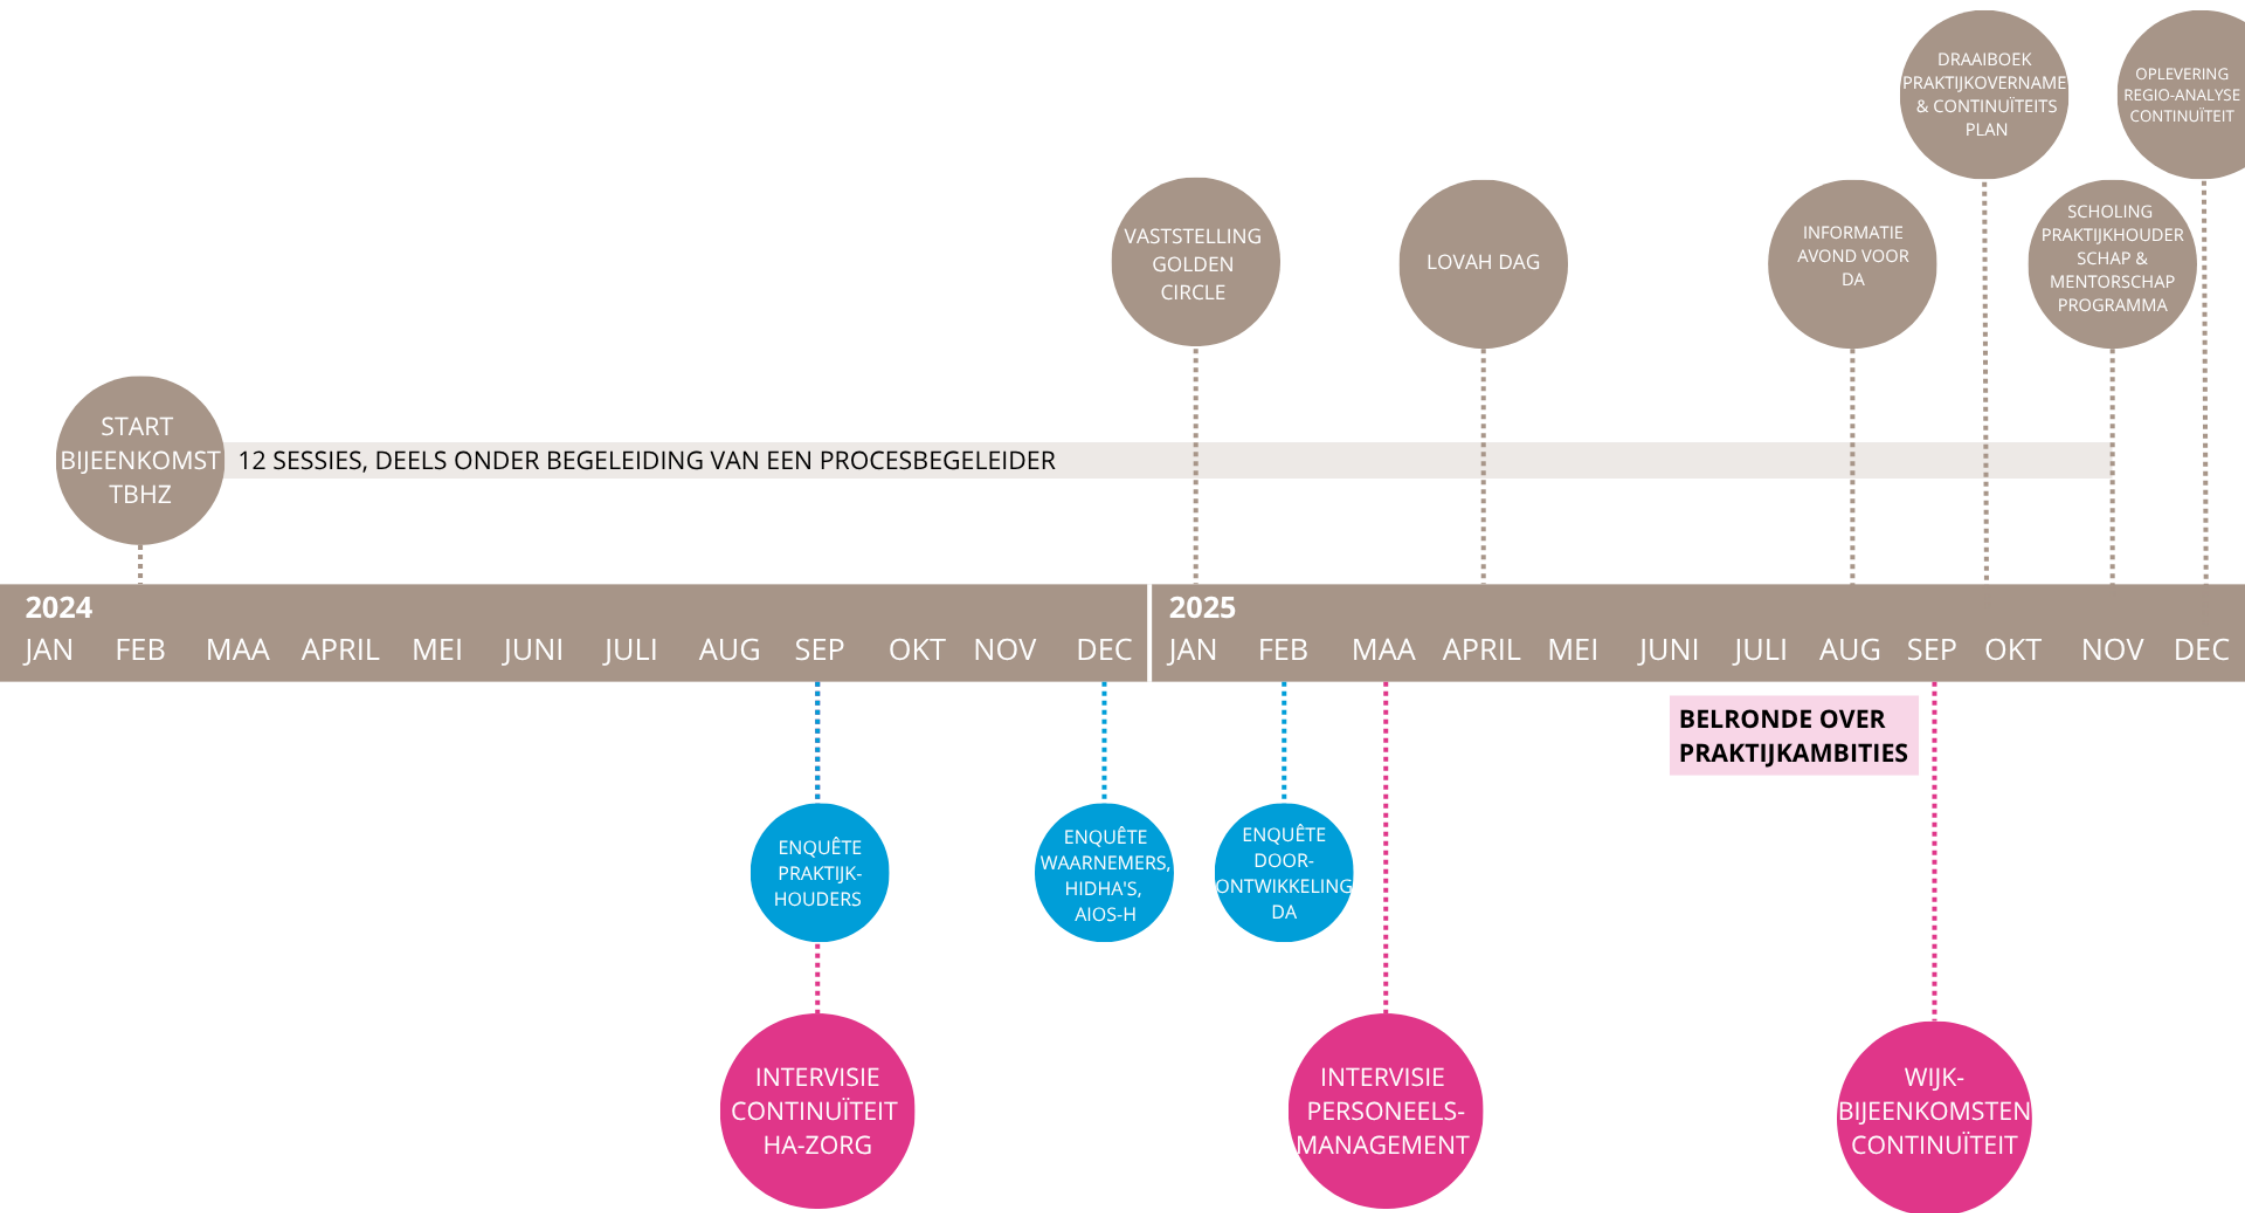 DRAAIBOEK
PRAKTIJKOVERNAME
& CONTINUÏTEITS
PLAN
OPLEVERING
REGIO-ANALYSE
CONTINUÏTEIT
VASTSTELLING
GOLDEN
CIRCLE
LOVAH DAG
INFORMATIE
AVOND VOOR
DA
SCHOLING
PRAKTIJKHOUDER
SCHAP &
MENTORSCHAP
PROGRAMMA
START
BIJEENKOMST
TBHZ
12 SESSIES, DEELS ONDER BEGELEIDING VAN EEN PROCESBEGELEIDER
2024
JAN FEB MAA APRIL MEI JUNI JULI AUG SEP OKT NOV DEC
2025
JAN FEB MAA APRIL MEI JUNI JULI AUG SEP OKT NOV DEC
BELRONDE OVER
PRAKTIJKAMBITIES
ENQUÊTE
PRAKTIJK-
HOUDERS
ENQUÊTE
WAARNEMERS,
HIDHA'S,
AIOS-H
ENQUÊTE
DOOR-
ONTWIKKELING
DA
INTERVISIE
CONTINUÏTEIT
HA-ZORG
INTERVISIE
PERSONEELS-
MANAGEMENT
WIJK-
BIJEENKOMSTEN
CONTINUÏTEIT